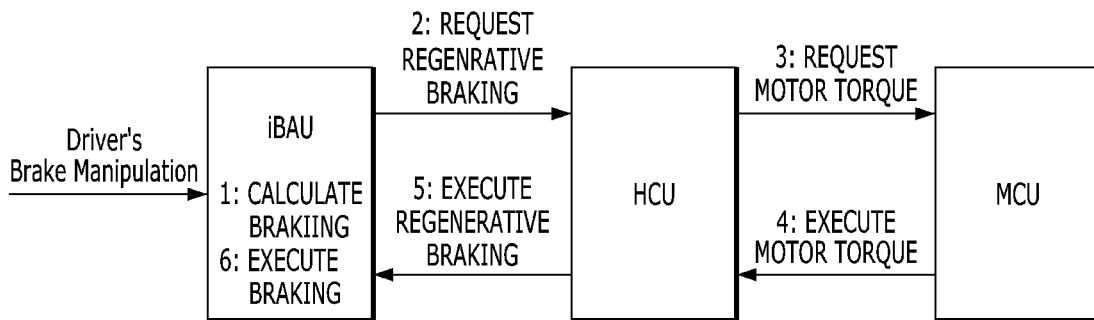 Driver's
Brake Manipulation
iBAU
1: CALCULATE
BRAKIING
6: EXECUTE
BRAKING
2: REQUEST
REGENRATIVE
BRAKING
5: EXECUTE
REGENERATIVE
BRAKING
HCU
3: REQUEST
MOTOR TORQUE
4: EXECUTE
MOTOR TORQUE
MCU